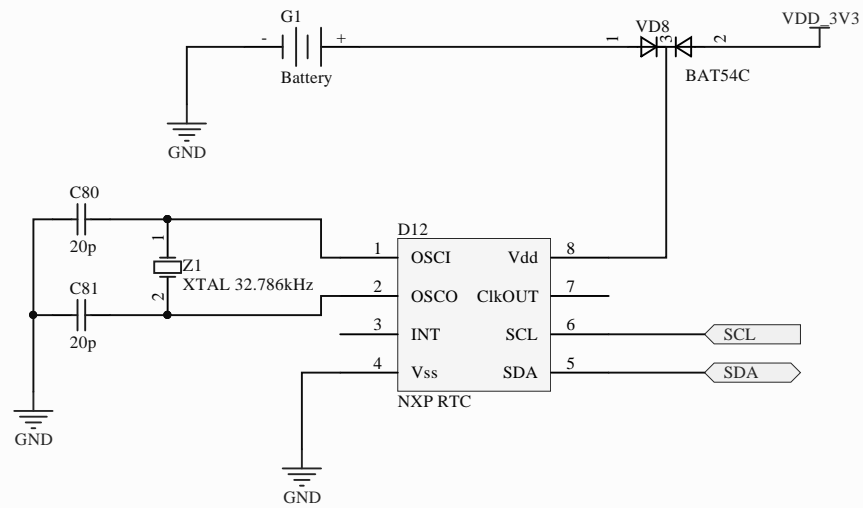 G1
VDD_3V3
VD8
- +
1 3 2
Battery
BAT54C
GND
C80
D12
20p
1
1 OSCI Vdd 8
Z1
XTAL 32.786kHz
C81
2
2 OSCO ClkOUT 7
20p
3 INT SCL 6 SCL
4 Vss SDA 5 SDA
NXP RTC
GND
GND